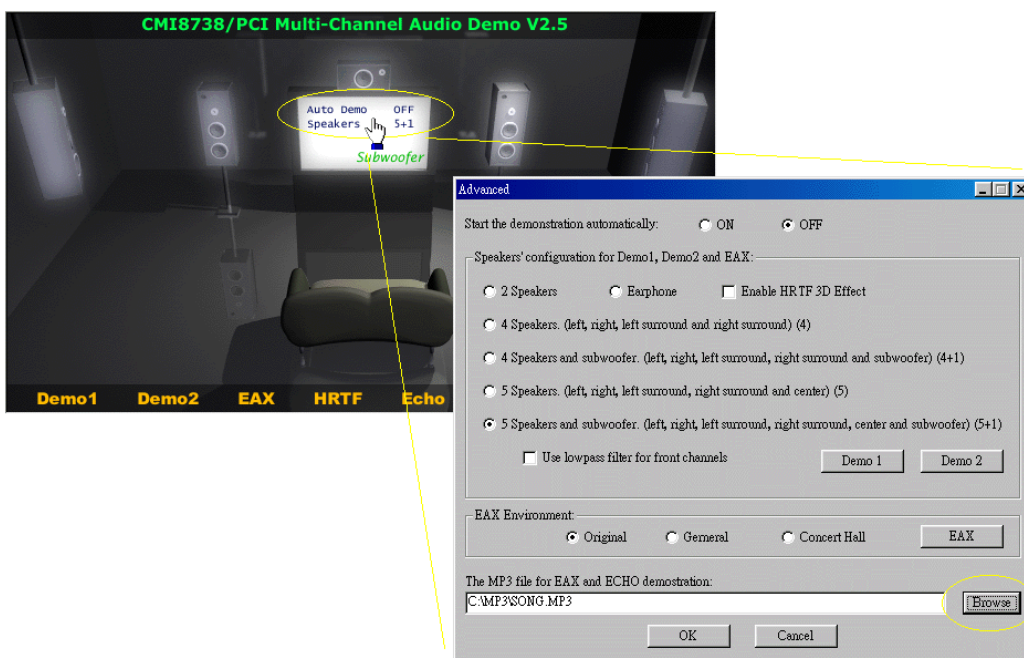 CMI8738/PCI Multi-Channel Audio Demo V2.5
Auto Demo OFF
Speakers 5+1
Subwoofer
Demo1 Demo2 EAX HRTF Echo
Advanced
Start the demonstration automatically: ON OFF
Speakers' configuration for Demo1, Demo2 and EAX:
2 Speakers Earphone Enable HRTF 3D Effect
4 Speakers. (left, right, left surround and right surround) (4)
4 Speakers and subwoofer. (left, right, left surround, right surround and subwoofer) (4+1)
5 Speakers. (left, right, left surround, right surround and center) (5)
5 Speakers and subwoofer. (left, right, left surround, right surround, center and subwoofer) (5+1)
Use lowpass filter for front channels Demo 1 Demo 2
EAX Environment:
Original Gemeral Concert Hall EAX
The MP3 file for EAX and ECHO demostration:
C:\MP3\SONG.MP3 Browse
OK Cancel